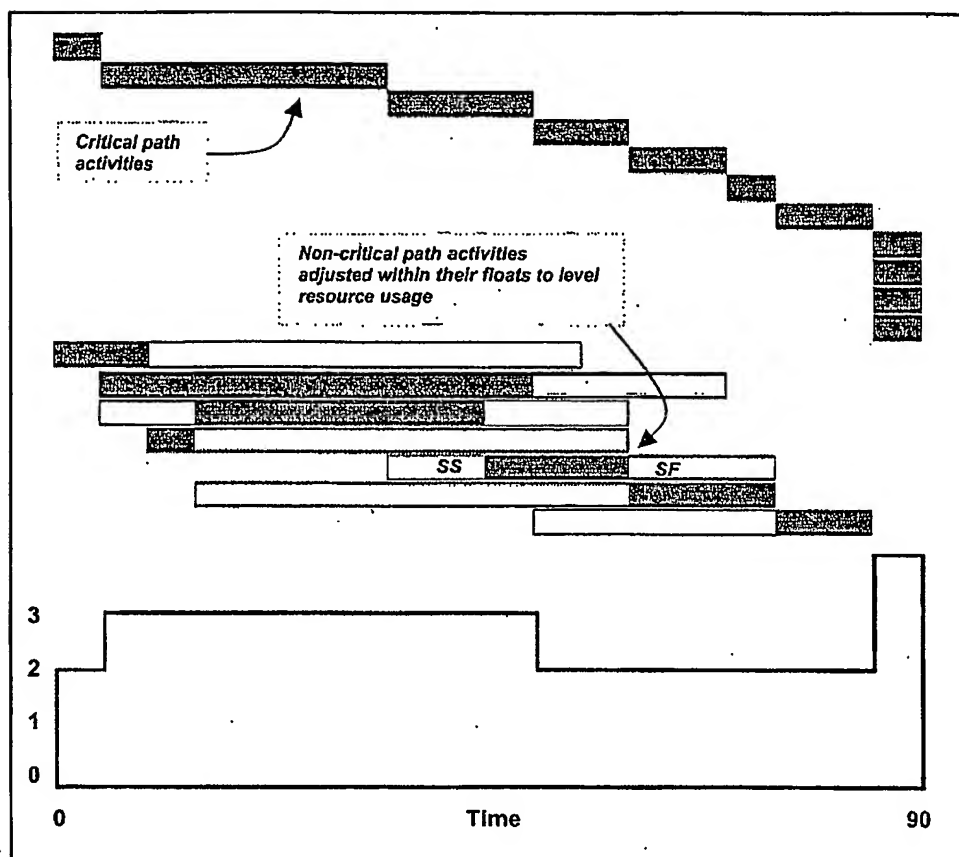 Critical path
activities
Non-critical path activities
adjusted within their floats to level
resource usage
SS
SF
3
2
1
0
0
Time
90